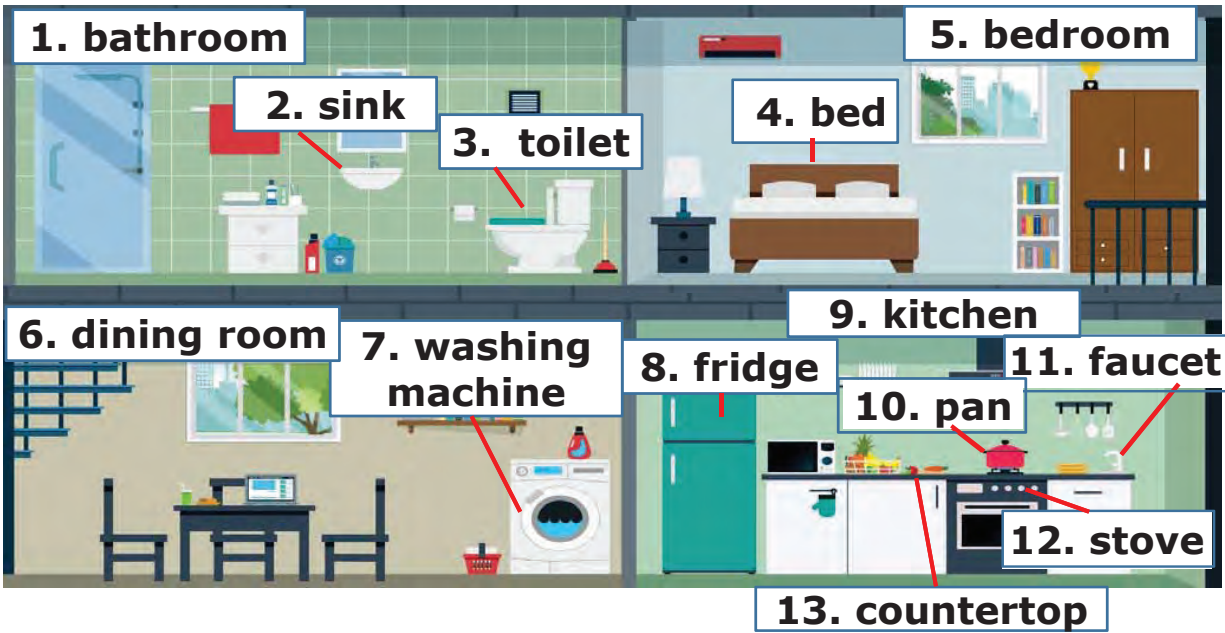 1. bathroom
2. sink
3. toilet
4. bed
5. bedroom
6. dining room
7. washing
machine
8. fridge
9. kitchen
10. pan
11. faucet
12. stove
13. countertop